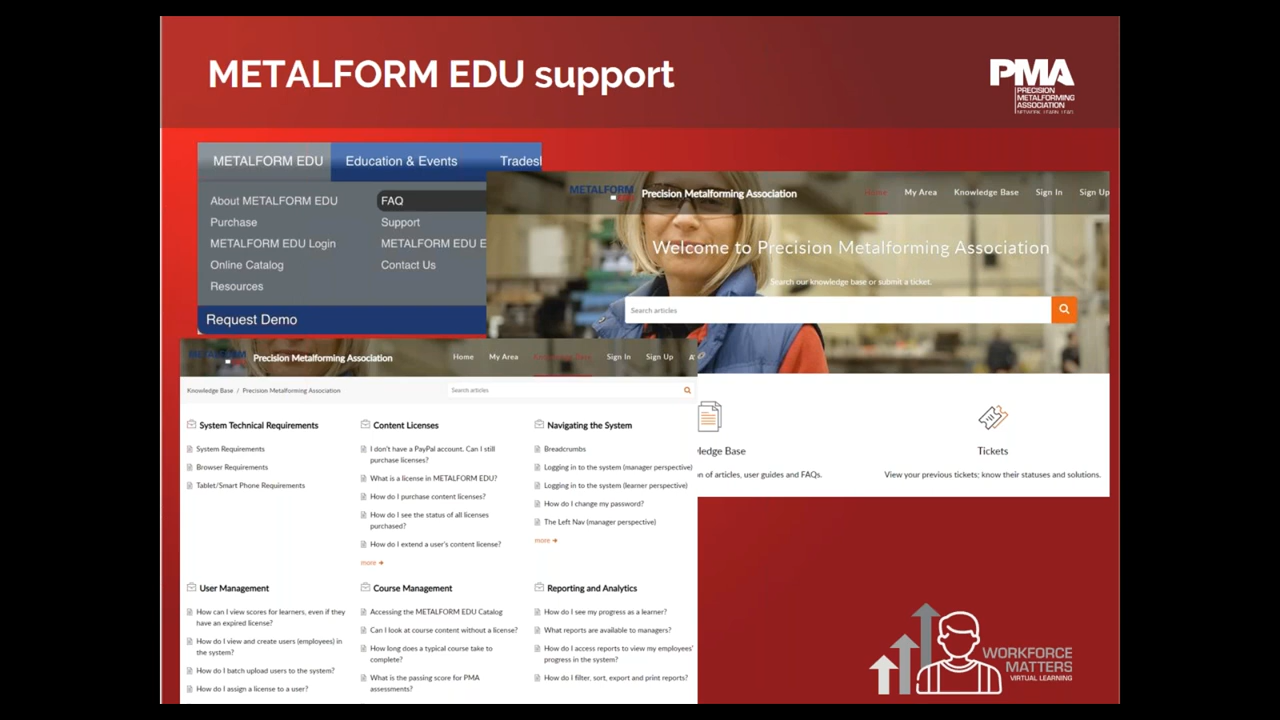 METALFORM EDU support
PMA
PRECISION
METALFORMING
ASSOCIATION
NETWORK. LEARN. LEAD.
METALFORM EDU
Education & Events
Tradesl
About METALFORM EDU
Purchase
METALFORM EDU Login
Online Catalog
Resources
FAQ
Support
METALFORM EDU E
Contact Us
Request Demo
METALFORM
Precision Metalforming Association
Home
My Area
Knowledge Base
Sign In
Sign Up
Welcome to Precision Metalforming Association
Search our knowledge base or submit a ticket.
Search articles
ledge Base
n of articles, user guides and FAQs.
Tickets
View your previous tickets; know their statuses and solutions.
METALFORM
Precision Metalforming Association
Home
My Area
Knowledge Base
Sign In
Sign Up
Knowledge Base / Precision Metalforming Association
Search articles
System Technical Requirements
System Requirements
Browser Requirements
Tablet/Smart Phone Requirements
Content Licenses
I don't have a PayPal account. Can I still
purchase licenses?
What is a license in METALFORM EDU?
How do I purchase content licenses?
How do I see the status of all licenses
purchased?
How do I extend a user's content license?
more
Navigating the System
Breadcrumbs
Logging in to the system (manager perspective)
Logging in to the system (learner perspective)
How do I change my password?
The Left Nav (manager perspective)
more
User Management
How can I view scores for learners, even if they
have an expired license?
How do I view and create users (employees) in
the system?
How do I batch upload users to the system?
How do I assign a license to a user?
Course Management
Accessing the METALFORM EDU Catalog
Can I look at course content without a license?
How long does a typical course take to
complete?
What is the passing score for PMA
assessments?
Reporting and Analytics
How do I see my progress as a learner?
What reports are available to managers?
How do I access reports to view my employees'
progress in the system?
How do I filter, sort, export and print reports?
WORKFORCE
MATTERS
VIRTUAL LEARNING